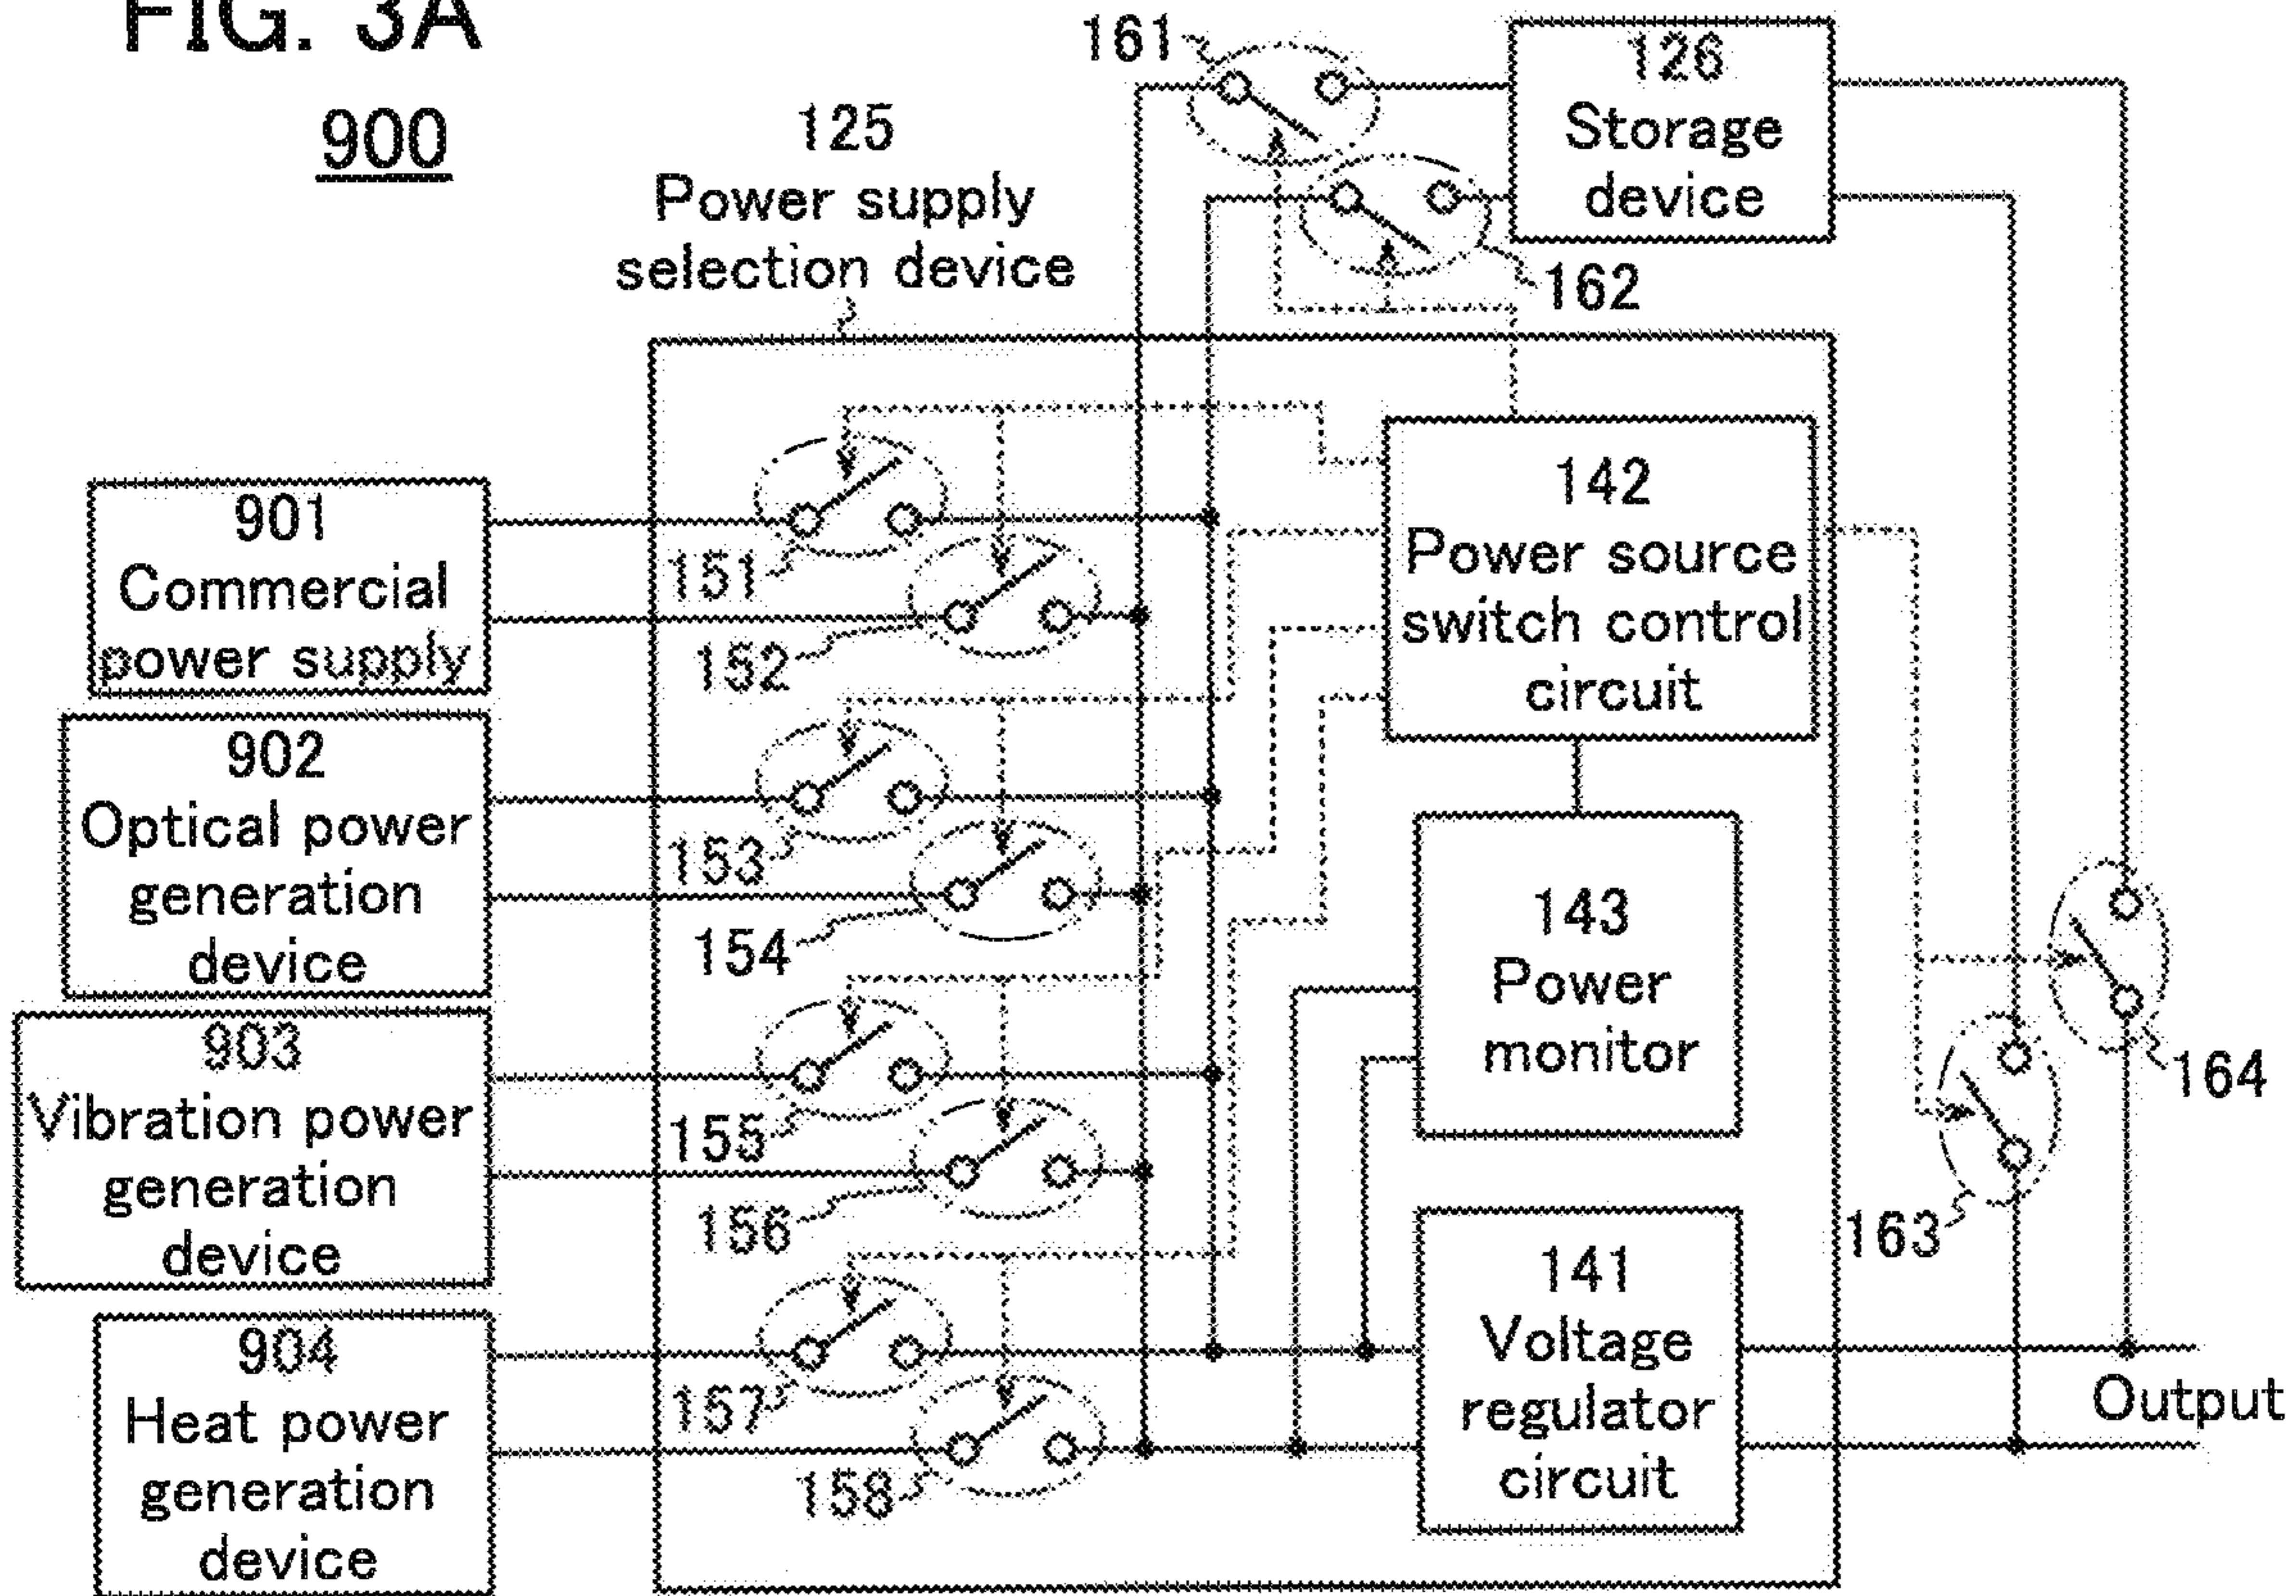 FIG. 3A
900
161
126
Storage
device
125
Power supply
selection device
162
901
Commercial
power supply
151
152
142
Power source
switch control
circuit
902
Optical power
generation
device
153
154
143
Power
monitor
164
903
Vibration power
generation
device
155
156
163
141
Voltage
regulator
circuit
Output
904
Heat power
generation
device
157
158